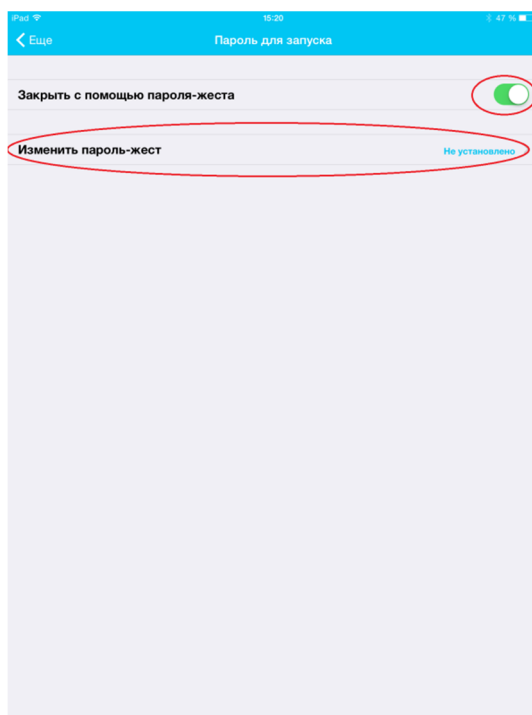 iPad 15:20 47 %
Еще Пароль для запуска
Закрыть с помощью пароля-жеста
Изменить пароль-жест Не установлено